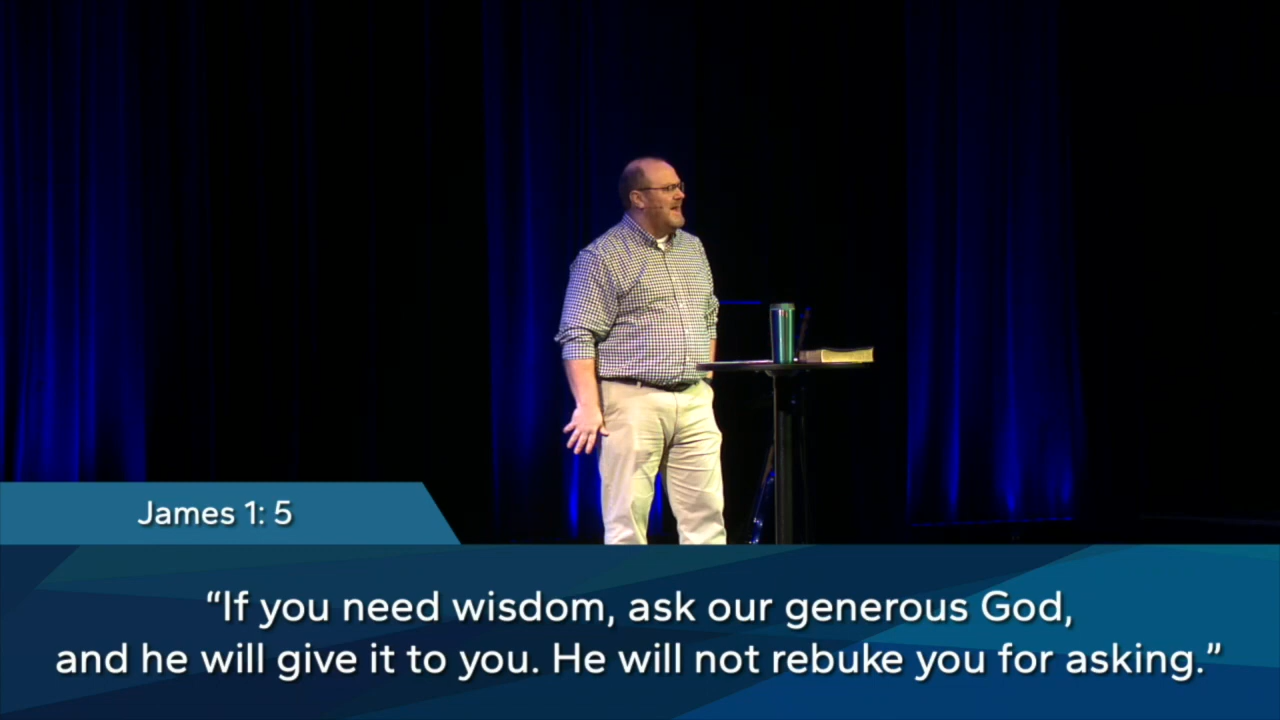 James 1: 5
“If you need wisdom, ask our generous God,
and he will give it to you. He will not rebuke you for asking.”